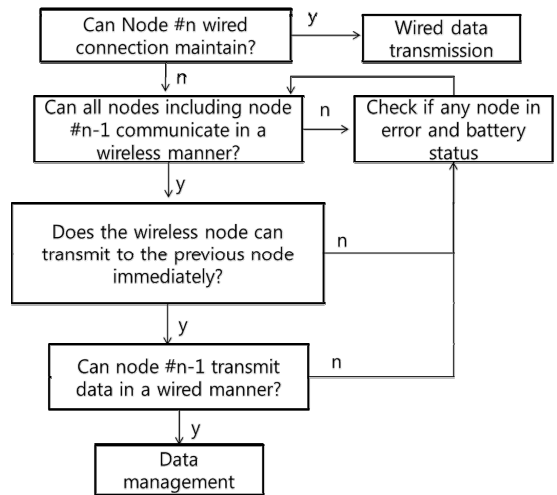 Can Node #n wired
connection maintain?
y
Wired data
transmission
n
Can all nodes including node
#n-1 communicate in a
wireless manner?
n
Check if any node in
error and battery
status
y
Does the wireless node can
transmit to the previous node
immediately?
n
y
Can node #n-1 transmit
data in a wired manner?
n
y
Data
management